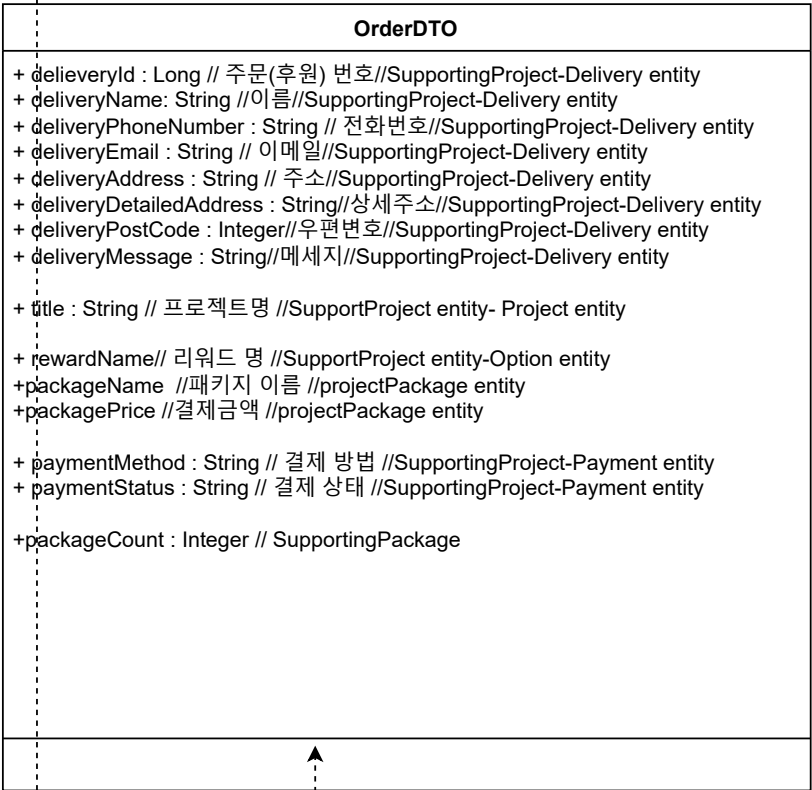 OrderDTO
+ delieveryId : Long // 주문(후원) 번호//SupportingProject-Delivery entity
+ deliveryName: String //이름//SupportingProject-Delivery entity
+ deliveryPhoneNumber : String // 전화번호//SupportingProject-Delivery entity
+ deliveryEmail : String // 이메일//SupportingProject-Delivery entity
+ deliveryAddress : String // 주소//SupportingProject-Delivery entity
+ deliveryDetailedAddress : String//상세주소//SupportingProject-Delivery entity
+ deliveryPostCode : Integer//우편변호//SupportingProject-Delivery entity
+ deliveryMessage : String//메세지//SupportingProject-Delivery entity
+ title : String // 프로젝트명 //SupportProject entity- Project entity
+ rewardName// 리워드 명 //SupportProject entity-Option entity
+packageName //패키지 이름 //projectPackage entity
+packagePrice //결제금액 //projectPackage entity
+ paymentMethod : String // 결제 방법 //SupportingProject-Payment entity
+ paymentStatus : String // 결제 상태 //SupportingProject-Payment entity
+packageCount : Integer // SupportingPackage